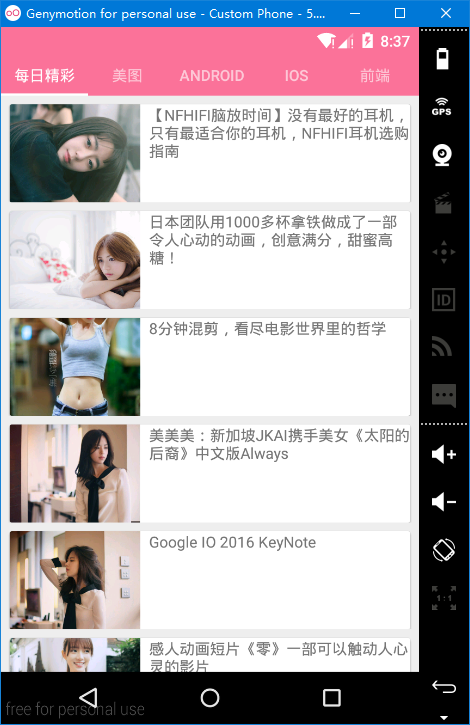 Genymotion for personal use - Custom Phone - 5....
8:37
每日精彩
美图
ANDROID
IOS
前端
【NFHIFI脑放时间】没有最好的耳机，
只有最适合你的耳机，NFHIFI耳机选购
指南
日本团队用1000多杯拿铁做成了一部
令人心动的动画，创意满分，甜蜜高
糖！
8分钟混剪，看尽电影世界里的哲学
美美美：新加坡JKAI携手美女《太阳的
后裔》中文版Always
Google IO 2016 KeyNote
感人动画短片《零》一部可以触动人心
灵的影片
free for personal use
GPS
ID
1:1